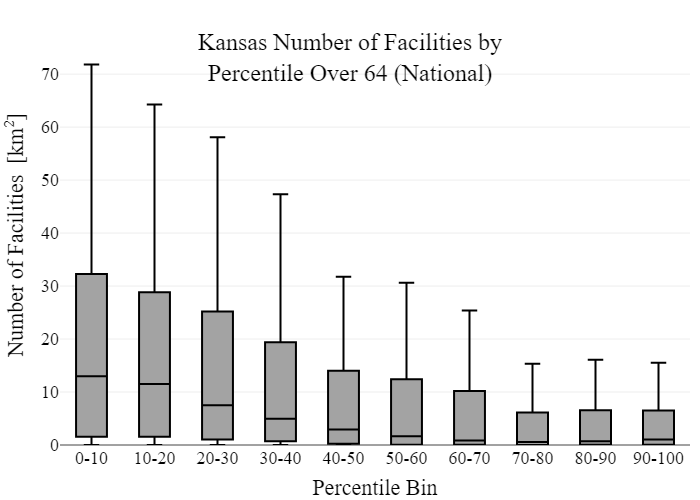 Kansas Number of Facilities by
Percentile Over 64 (National)
Number of Facilities [km²]
70
60
50
40
30
20
10
0
0-10 10-20 20-30 30-40 40-50 50-60 60-70 70-80 80-90 90-100
Percentile Bin